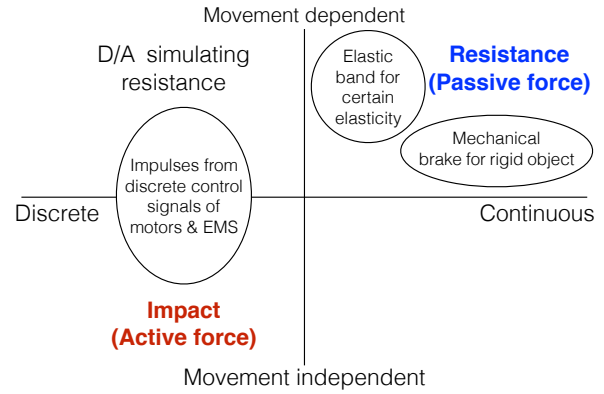 Movement dependent
D/A simulating
resistance
Elastic
band for
certain
elasticity
Resistance
(Passive force)
Mechanical
brake for rigid object
Impulses from
discrete control
signals of
motors & EMS
Discrete
Continuous
Impact
(Active force)
Movement independent